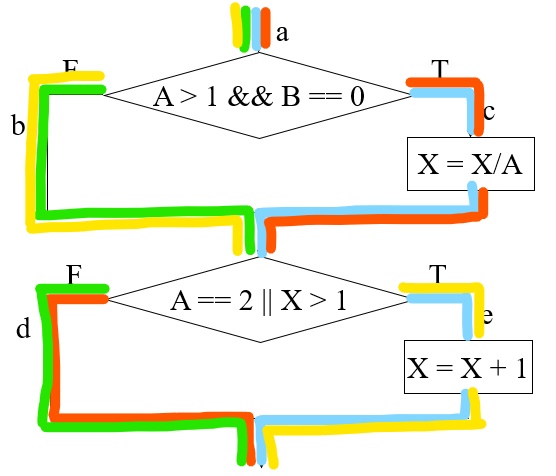 a
F
T
A > 1 && B == 0
b
c
X = X/A
F
T
A == 2 || X > 1
d
e
X = X + 1